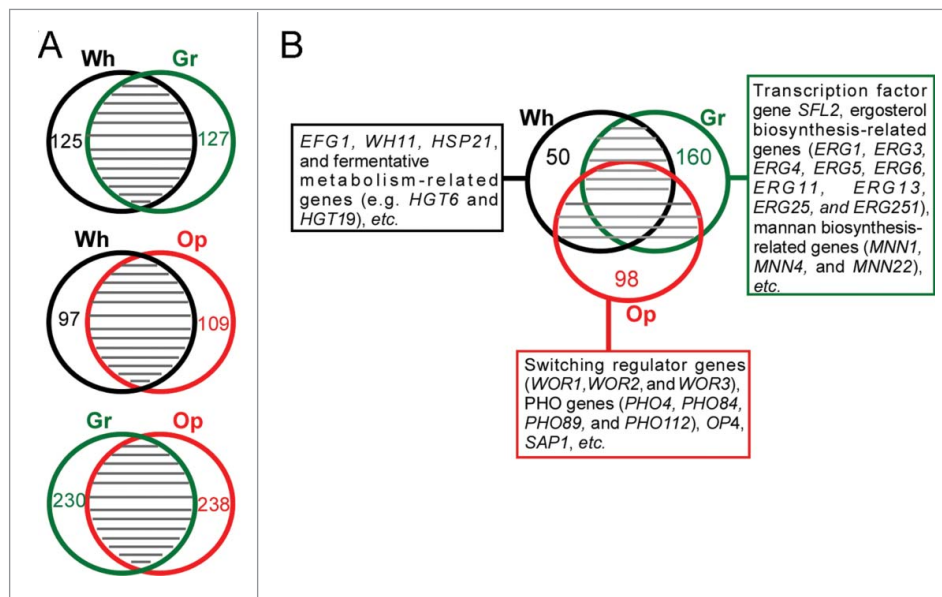 A
Wh Gr
125 127
Wh Op
97 109
Gr Op
230 238
B
Wh
Gr
50 160
98
Op
EFG1, WH11, HSP21,
and fermentative
metabolism-related
genes (e.g. HGT6 and
HGT19), etc.
Transcription factor
gene SFL2, ergosterol
biosynthesis-related
genes (ERG1, ERG3,
ERG4, ERG5, ERG6,
ERG11, ERG13,
ERG25, and ERG251),
mannan biosynthesis-
related genes (MNN1,
MNN4, and MNN22),
etc.
Switching regulator genes
(WOR1,WOR2, and WOR3),
PHO genes (PHO4, PHO84,
PHO89, and PHO112), OP4,
SAP1, etc.